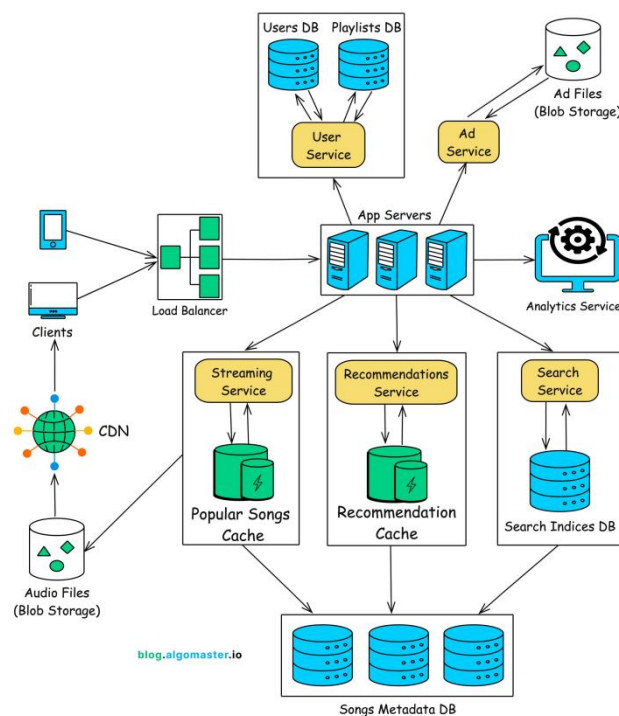 Users DB
Playlists DB
User
Service
Ad
Service
Ad Files
(Blob Storage)
App Servers
Load Balancer
Clients
Analytics Service
CDN
Streaming
Service
Popular Songs
Cache
Recommendations
Service
Recommendation
Cache
Search
Service
Search Indices DB
Audio Files
(Blob Storage)
blog.algomaster.io
Songs Metadata DB